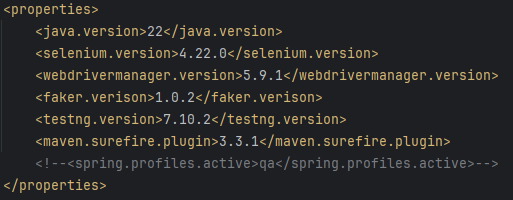 <properties>
    <java.version>22</java.version>
    <selenium.version>4.22.0</selenium.version>
    <webdrivermanager.version>5.9.1</webdrivermanager.version>
    <faker.verison>1.0.2</faker.verison>
    <testng.version>7.10.2</testng.version>
    <maven.surefire.plugin>3.3.1</maven.surefire.plugin>
    <!--<spring.profiles.active>qa</spring.profiles.active>-->
</properties>